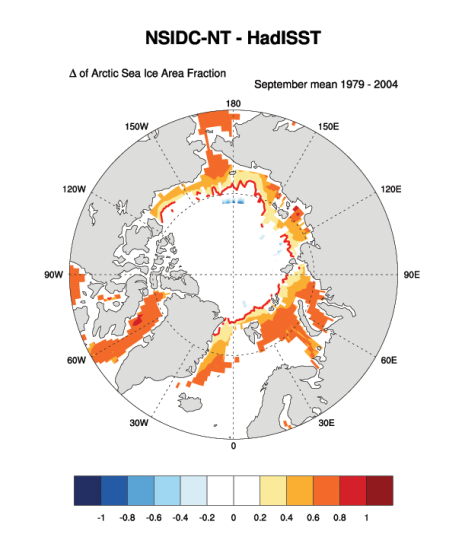 NSIDC-NT - HadISST
Δ of Arctic Sea Ice Area Fraction
September mean 1979 - 2004
180
150W 150E
120W 120E
90W 90E
60W 60E
30W 30E
0
-1 -0.8 -0.6 -0.4 -0.2 0 0.2 0.4 0.6 0.8 1